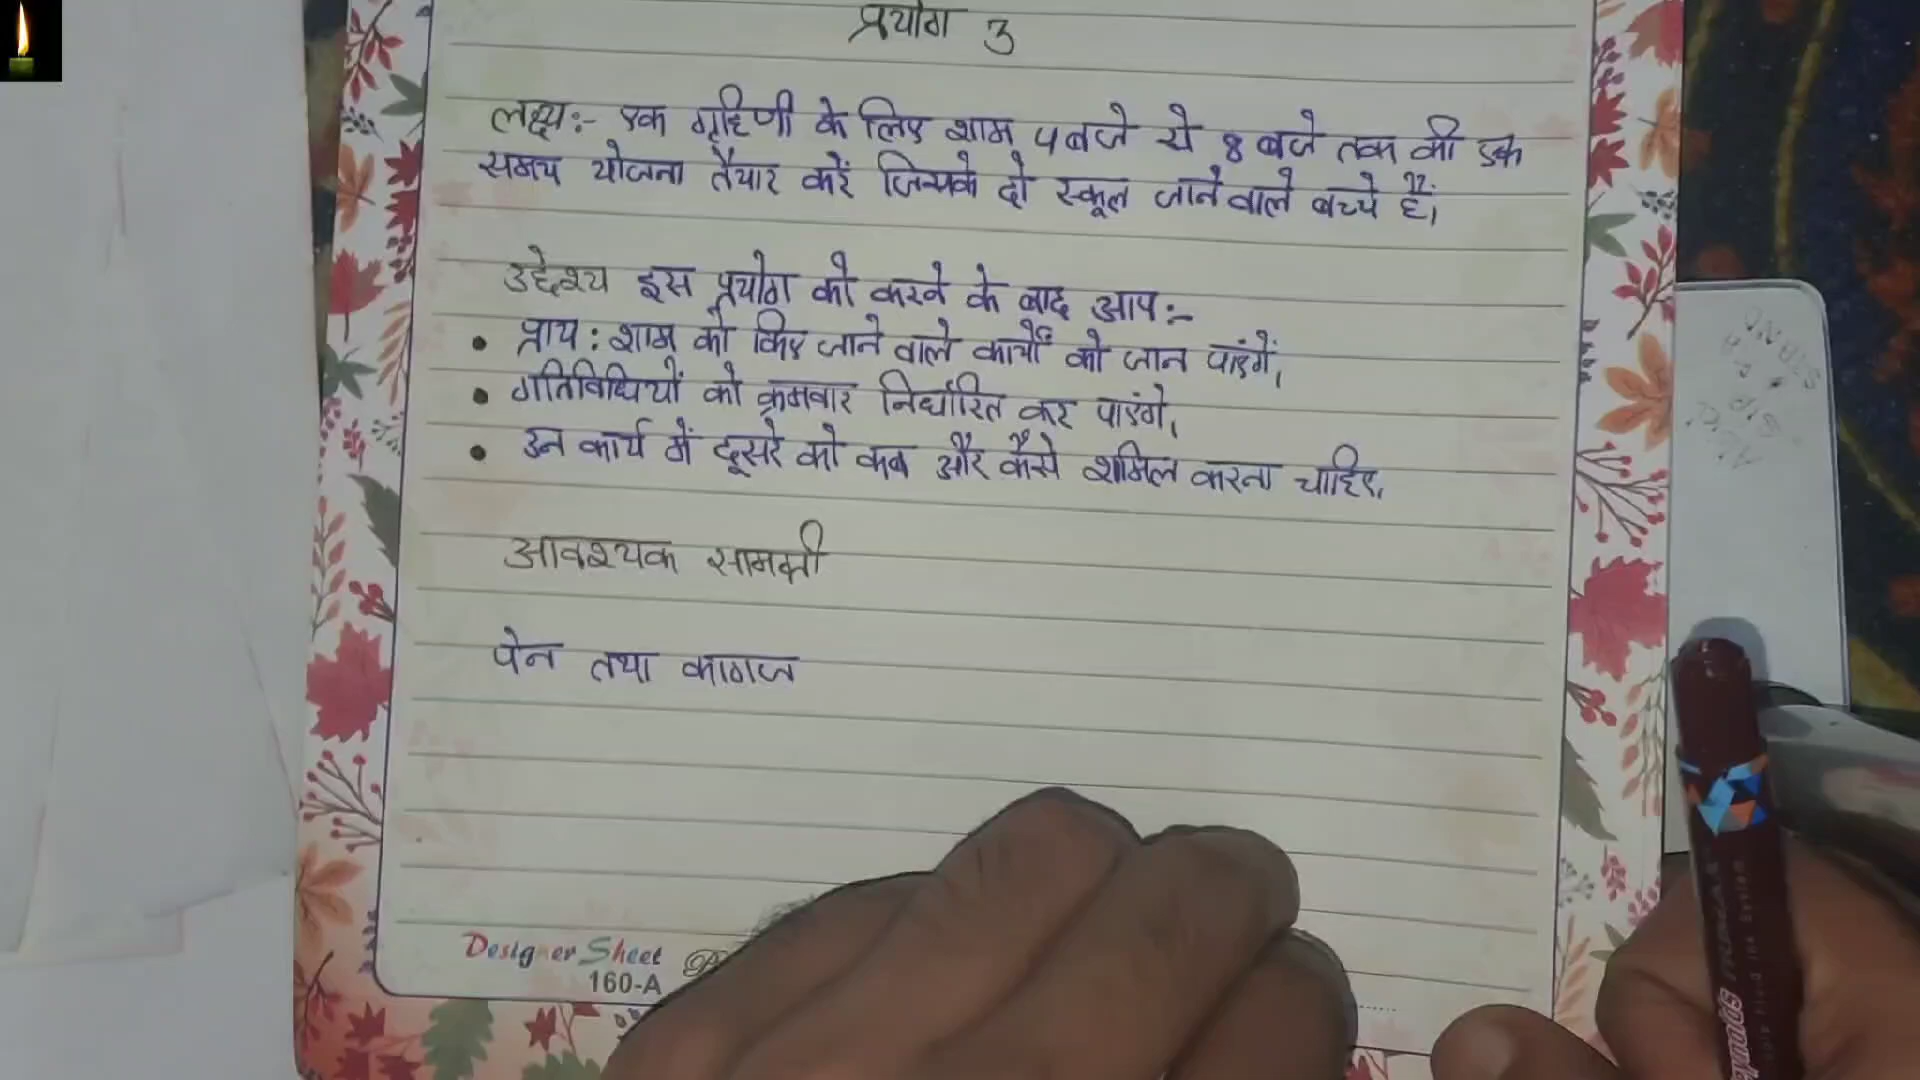 प्रयोग 3
लक्ष्य:- एक गृहिणी के लिए शाम 4 बजे से 8 बजे तक की एक
समय योजना तैयार करें जिसके दो स्कूल जाने वाले बच्चे हैं।
उद्देश्य इस प्रयोग को करने के बाद आप:-
• प्राय: शाम को किए जाने वाले कार्यों को जान पाएंगें।
• गतिविधियों को क्रमवार निर्धारित कर पाएंगे।
• उन कार्य में दूसरे को कब और कैसे शामिल करना चाहिए।
आवश्यक सामग्री
पेन तथा कागज
Designer Sheet
160-A